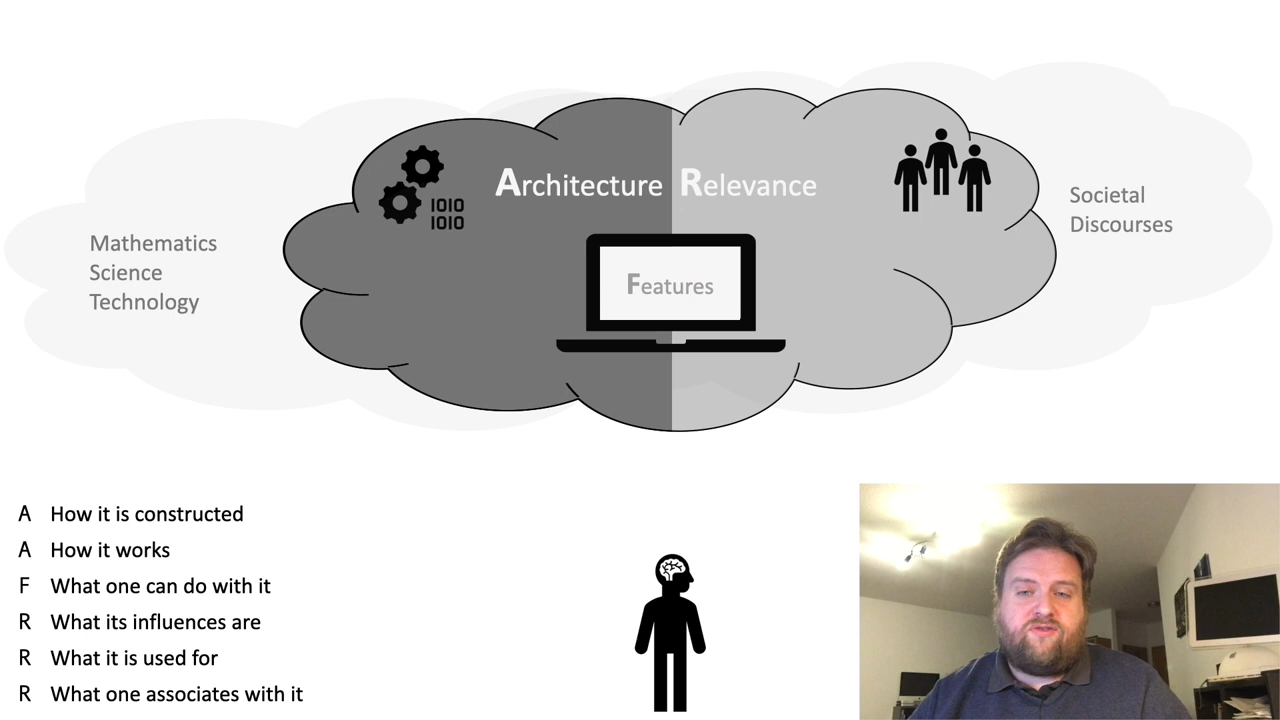 Architecture Relevance
1010
1010
Societal
Discourses
Mathematics
Science
Technology
Features
A How it is constructed
A How it works
F What one can do with it
R What its influences are
R What it is used for
R What one associates with it